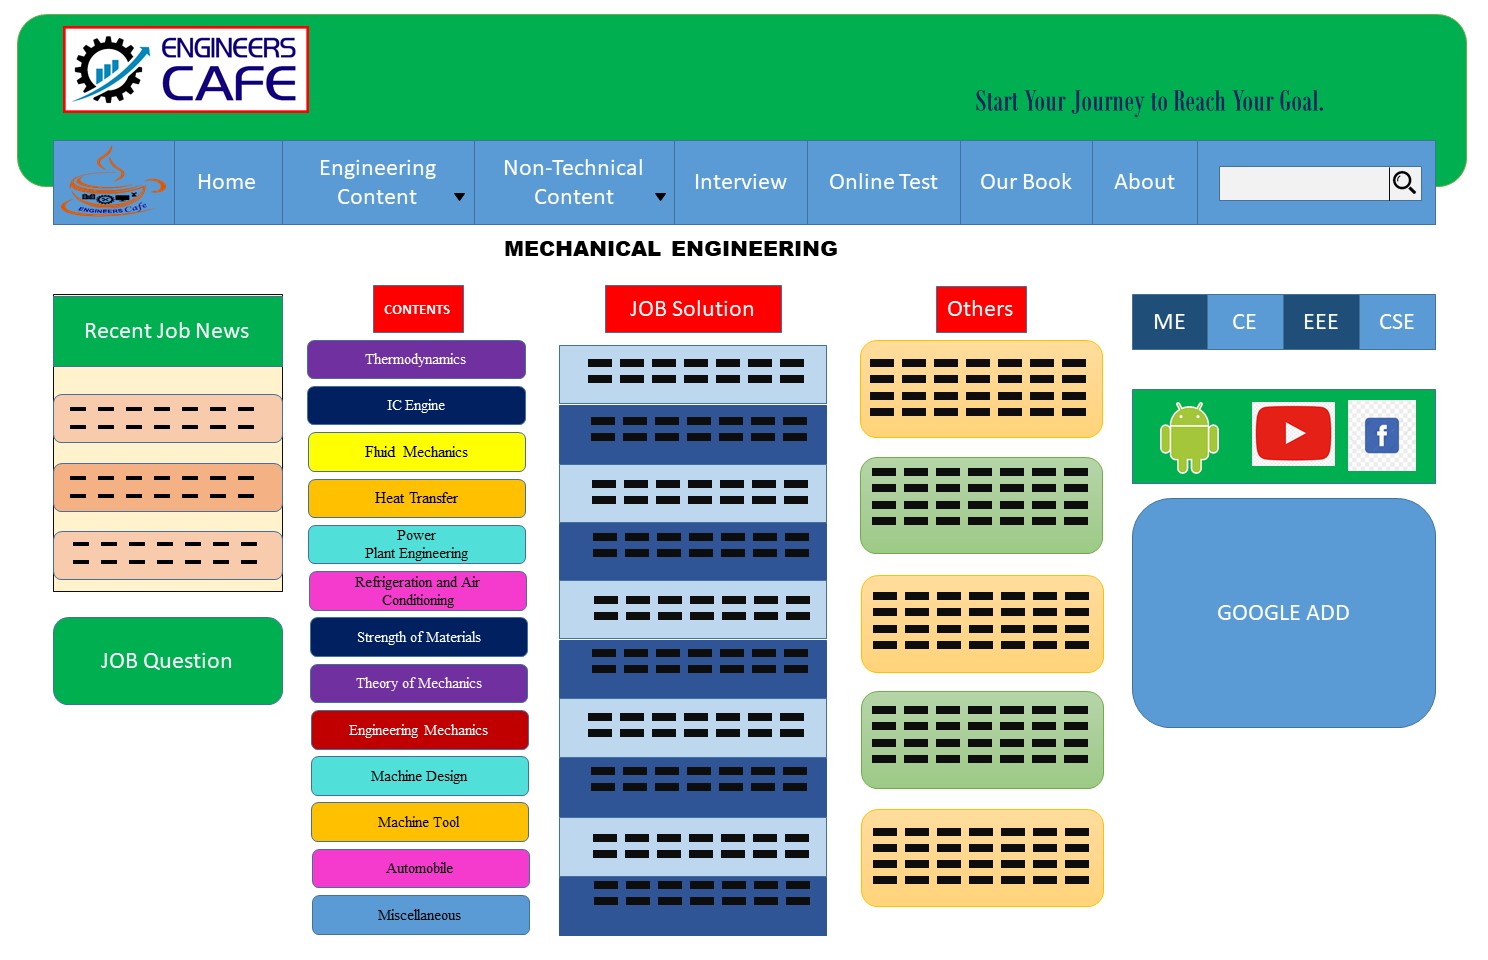 ENGINEERS
CAFE
Start Your Journey to Reach Your Goal.
ENGINEERS Cafe
Home
Engineering
Content
Non-Technical
Content
Interview
Online Test
Our Book
About
MECHANICAL ENGINEERING
Recent Job News
JOB Question
CONTENTS
Thermodynamics
IC Engine
Fluid Mechanics
Heat Transfer
Power
Plant Engineering
Refrigeration and Air
Conditioning
Strength of Materials
Theory of Mechanics
Engineering Mechanics
Machine Design
Machine Tool
Automobile
Miscellaneous
JOB Solution
Others
ME
CE
EEE
CSE
f
GOOGLE ADD